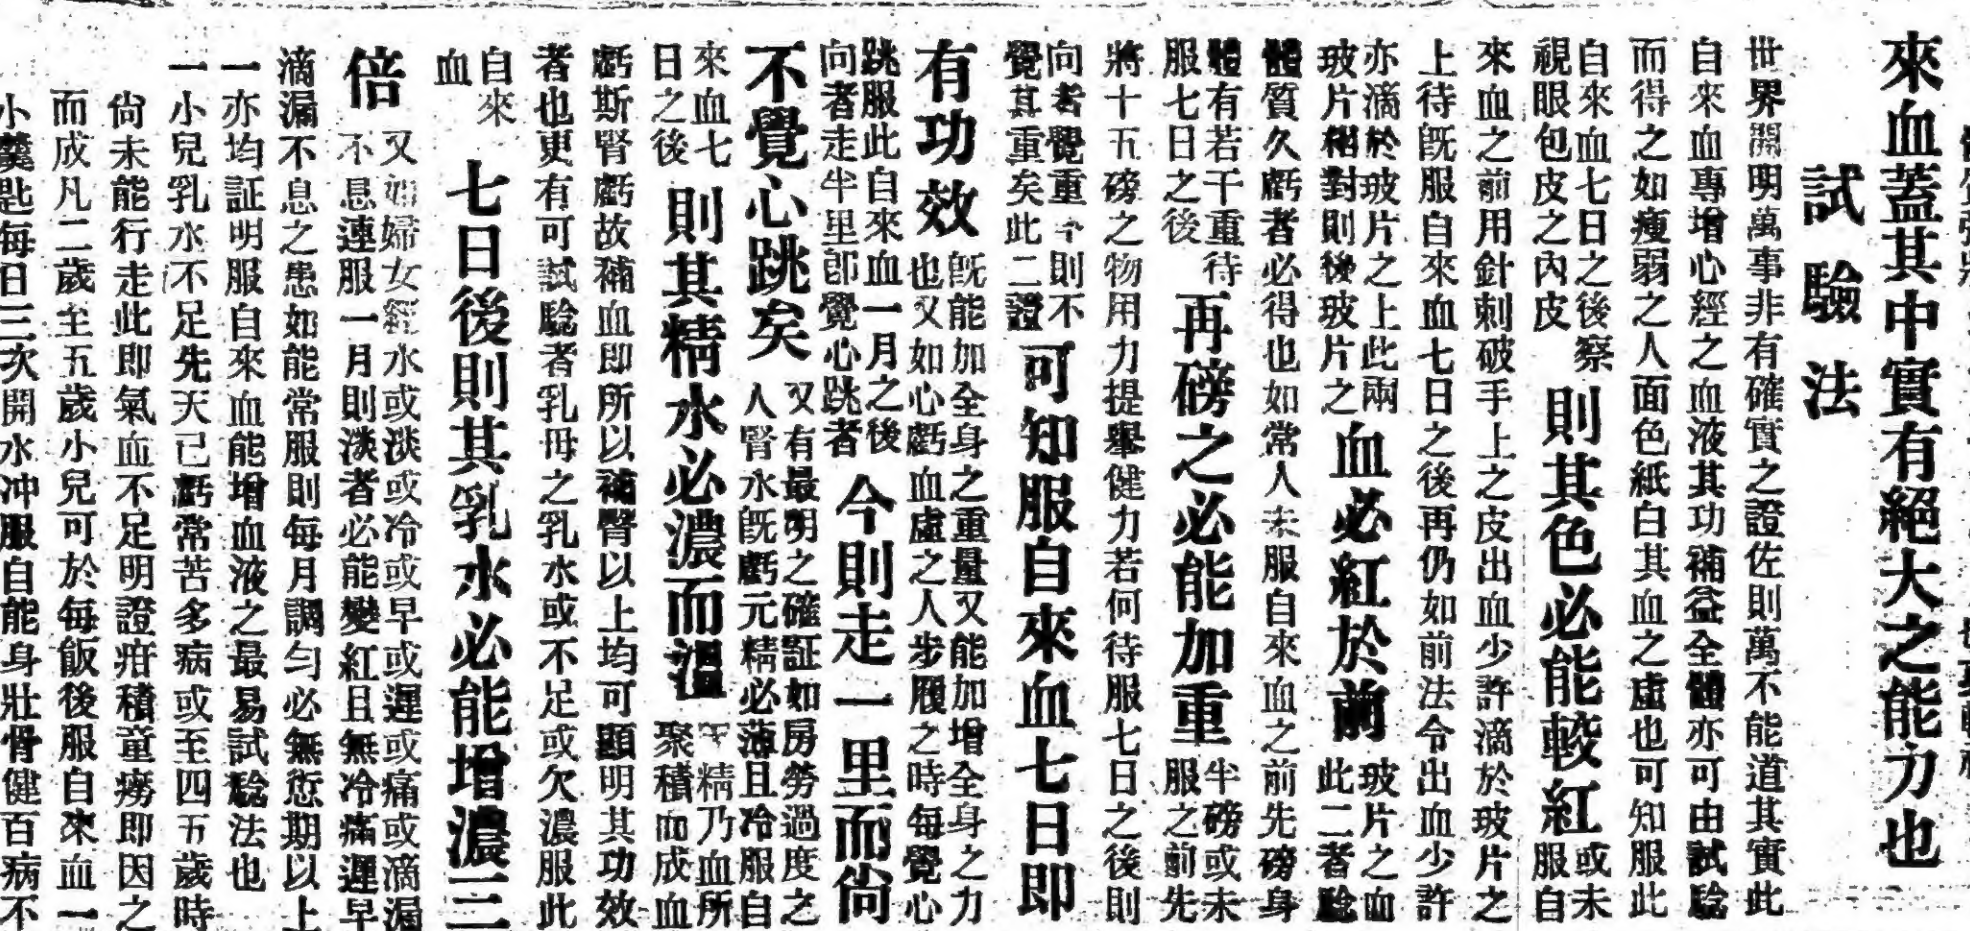 來血蓋其中實有絕大之能力也
試驗法
世界開明萬事非有確實之證佐則萬不能道其實此
自來血專增心經之血液其功補益全體亦可由試驗
而得之如瘦弱之人面色紙白其血之虛也可知服此
自來血七日之後察視眼包皮之內皮則其色必能較紅或未服自
來血之前用針刺破手上之皮出血少許滴於玻片之
上待既服自來血七日之後再仍如前法令出血少許
亦滴於玻片之上此兩玻片相對則後玻片之血必紅於前玻片之血此二者驗
體質久虧者必得也如常人未服自來血之前先磅身
體有若干重待服七日之後再磅之必能加重半磅或未服之前先
將十五磅之物用力提舉健力若何待服七日之後則
向者覺重今則不覺其重矣此二證可知服自來血七日即
有功效既能加全身之重量又能加增全身之力也又如心虧血虛之人步履之時每覺心
跳服此自來血一月之後向者走半里卽覺心跳者今則走一里而尙
不覺心跳矣又有最明之確証如房勞過度之人腎水既虧元精必薄且冷服自
來血七日之後則其精水必濃而溫精乃血所聚積而成血
虧斯腎虧故補血即所以補腎以上均可顯明其功效
者也更有可試驗者乳母之乳水或不足或欠濃服此
自來血七日後則其乳水必能增濃二三
倍又如婦女經水或淡或冷或早或遲或痛或滴漏不息連服一月則淡者必能變紅且無冷痛遲早
滴漏不息之患如能常服則每月調勻必無愆期以上
一亦均証明服自來血能增血液之最易試驗法也
一小兒乳水不足先天已虧常苦多病或至四五歲時
尙未能行走此即氣血不足明證疳積童癆即因之
而成凡二歲至五歲小兒可於每飯後服自來血一
小羹匙每日三次開水冲服自能身壯骨健百病不